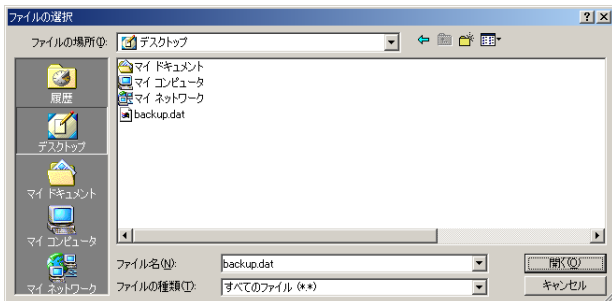 ファイルの選択
ファイルの場所(I):
デスクトップ
履歴
デスクトップ
マイ ドキュメント
マイ コンピュータ
マイ ネットワーク
マイ ドキュメント
マイ コンピュータ
マイ ネットワーク
backup.dat
ファイル名(N):
backup.dat
開く(O)
ファイルの種類(T):
すべてのファイル (*.*)
キャンセル